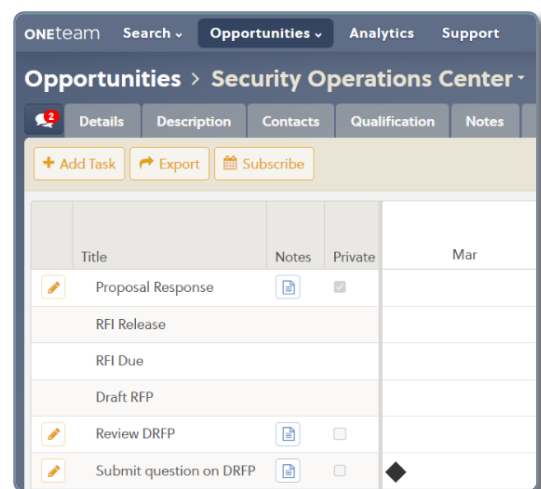 ONEteam Search Opportunities Analytics Support
Opportunities > Security Operations Center
2 Details Description Contacts Qualification Notes
+ Add Task Export Subscribe
Title Notes Private Mar
Proposal Response
RFI Release
RFI Due
Draft RFP
Review DRFP
Submit question on DRFP